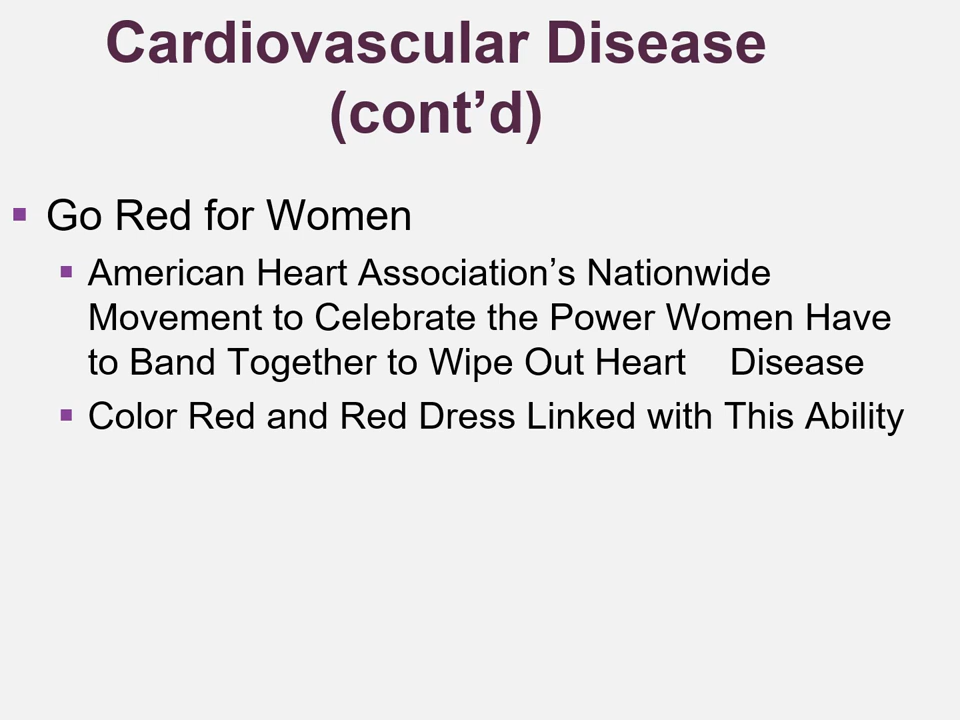 Cardiovascular Disease
(cont’d)
▪ Go Red for Women
▪ American Heart Association’s Nationwide
Movement to Celebrate the Power Women Have
to Band Together to Wipe Out Heart    Disease
▪ Color Red and Red Dress Linked with This Ability